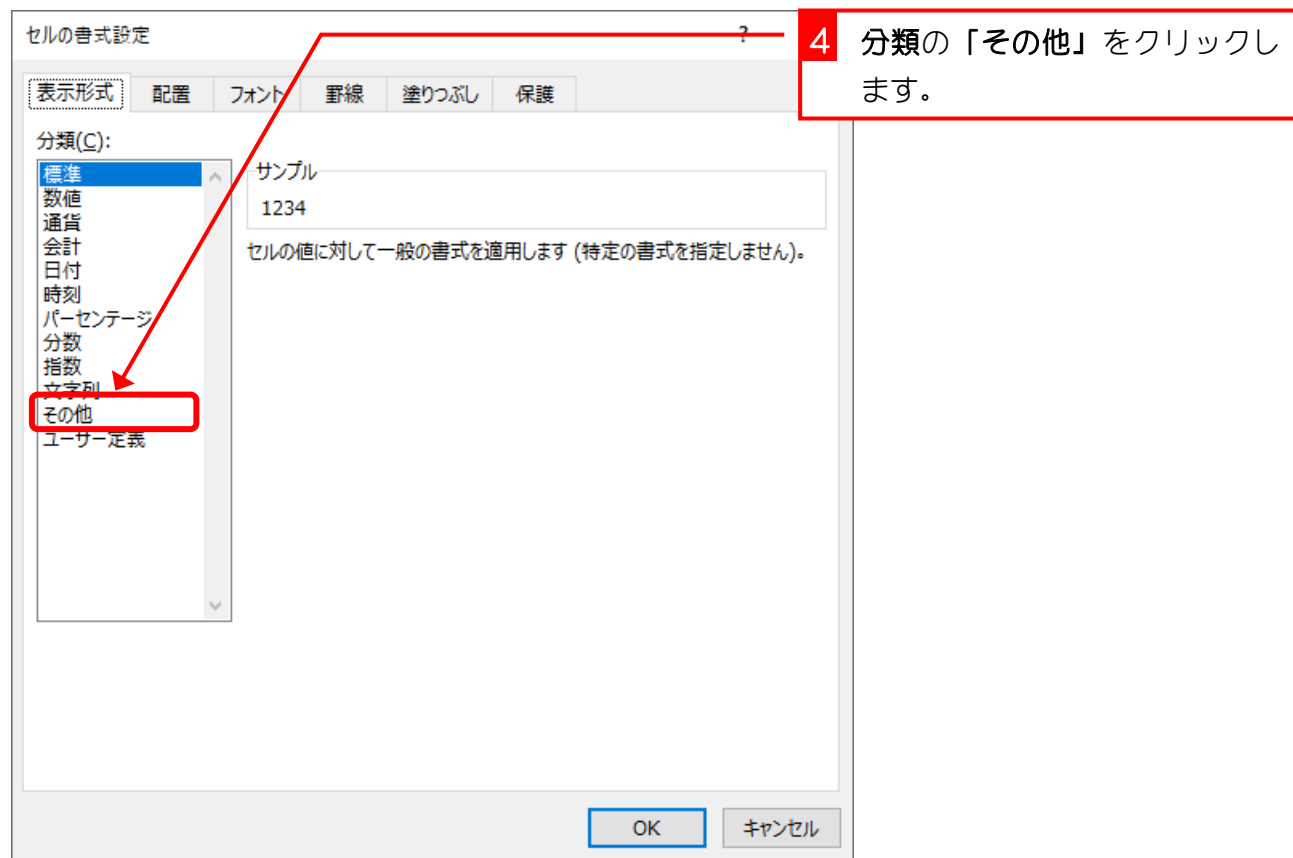 セルの書式設定
?
4 分類の「その他」をクリックし
ます。
表示形式 配置 フォント 罫線 塗りつぶし 保護
分類(C):
標準
数値
通貨
会計
日付
時刻
パーセンテージ
分数
指数
文字列
その他
ユーザー定義
サンプル
1234
セルの値に対して一般の書式を適用します (特定の書式を指定しません)。
OK キャンセル